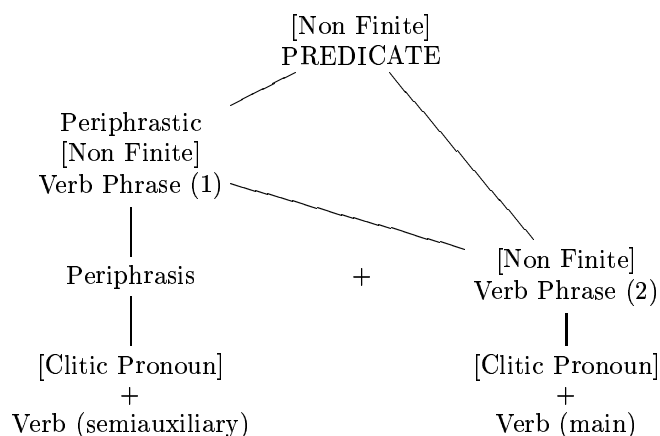 [Non Finite]
PREDICATE
Periphrastic
[Non Finite]
Verb Phrase (1)
Periphrasis
+
[Non Finite]
Verb Phrase (2)
[Clitic Pronoun]
+
Verb (semiauxiliary)
[Clitic Pronoun]
+
Verb (main)